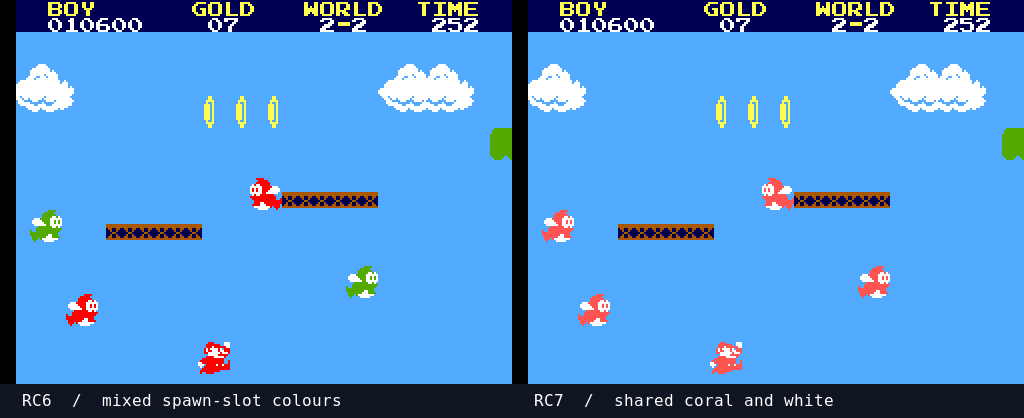 BOY GOLD WORLD TIME
010600 07 2-2 252
BOY GOLD WORLD TIME
010600 07 2-2 252
RC6 / mixed spawn-slot colours
RC7 / shared coral and white